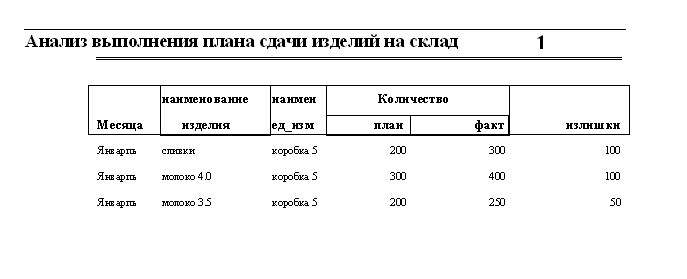 Анализ выполнения плана сдачи изделий на склад 1
наименование наимен Количество
Месяца изделия ед_изм план факт излишки
Январь сливки коробка 5 200 300 100
Январь молоко 4.0 коробка 5 300 400 100
Январь молоко 3.5 коробка 5 200 250 50